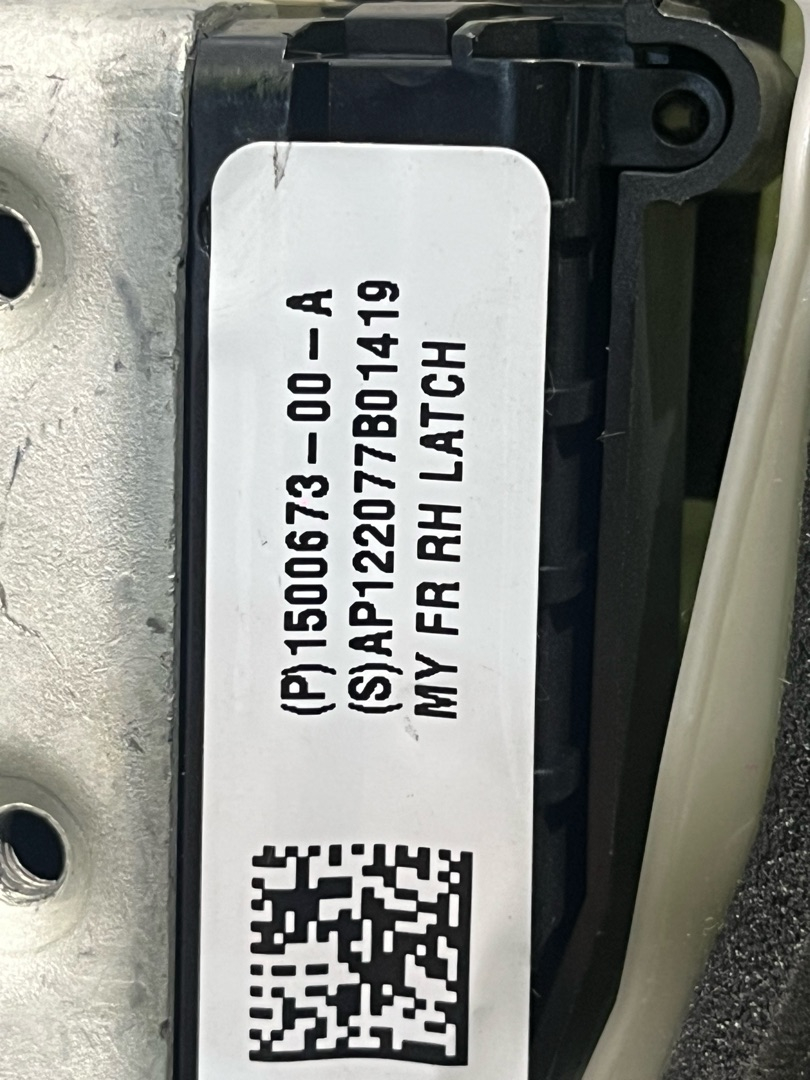 (P)1500673-00-A
(S)AP122077B01419
MY FR RH LATCH